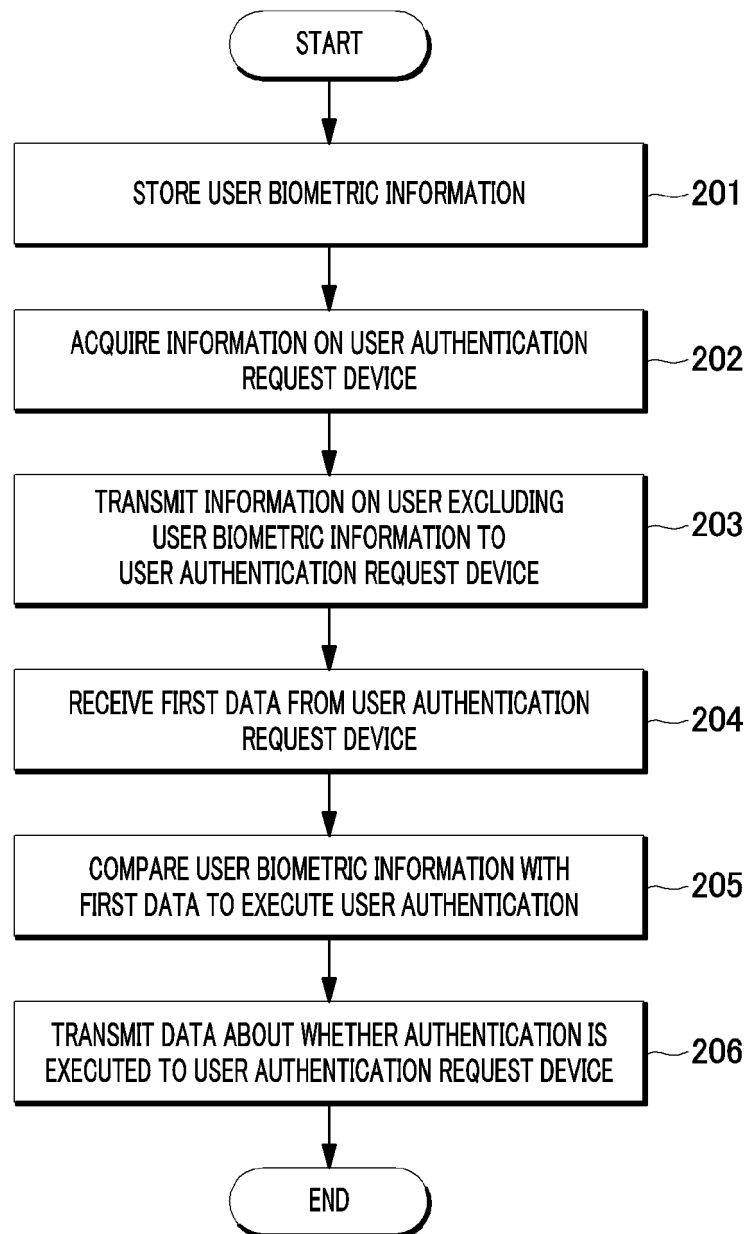 START
STORE USER BIOMETRIC INFORMATION
201
ACQUIRE INFORMATION ON USER AUTHENTICATION
REQUEST DEVICE
202
TRANSMIT INFORMATION ON USER EXCLUDING
USER BIOMETRIC INFORMATION TO
USER AUTHENTICATION REQUEST DEVICE
203
RECEIVE FIRST DATA FROM USER AUTHENTICATION
REQUEST DEVICE
204
COMPARE USER BIOMETRIC INFORMATION WITH
FIRST DATA TO EXECUTE USER AUTHENTICATION
205
TRANSMIT DATA ABOUT WHETHER AUTHENTICATION IS
EXECUTED TO USER AUTHENTICATION REQUEST DEVICE
206
END